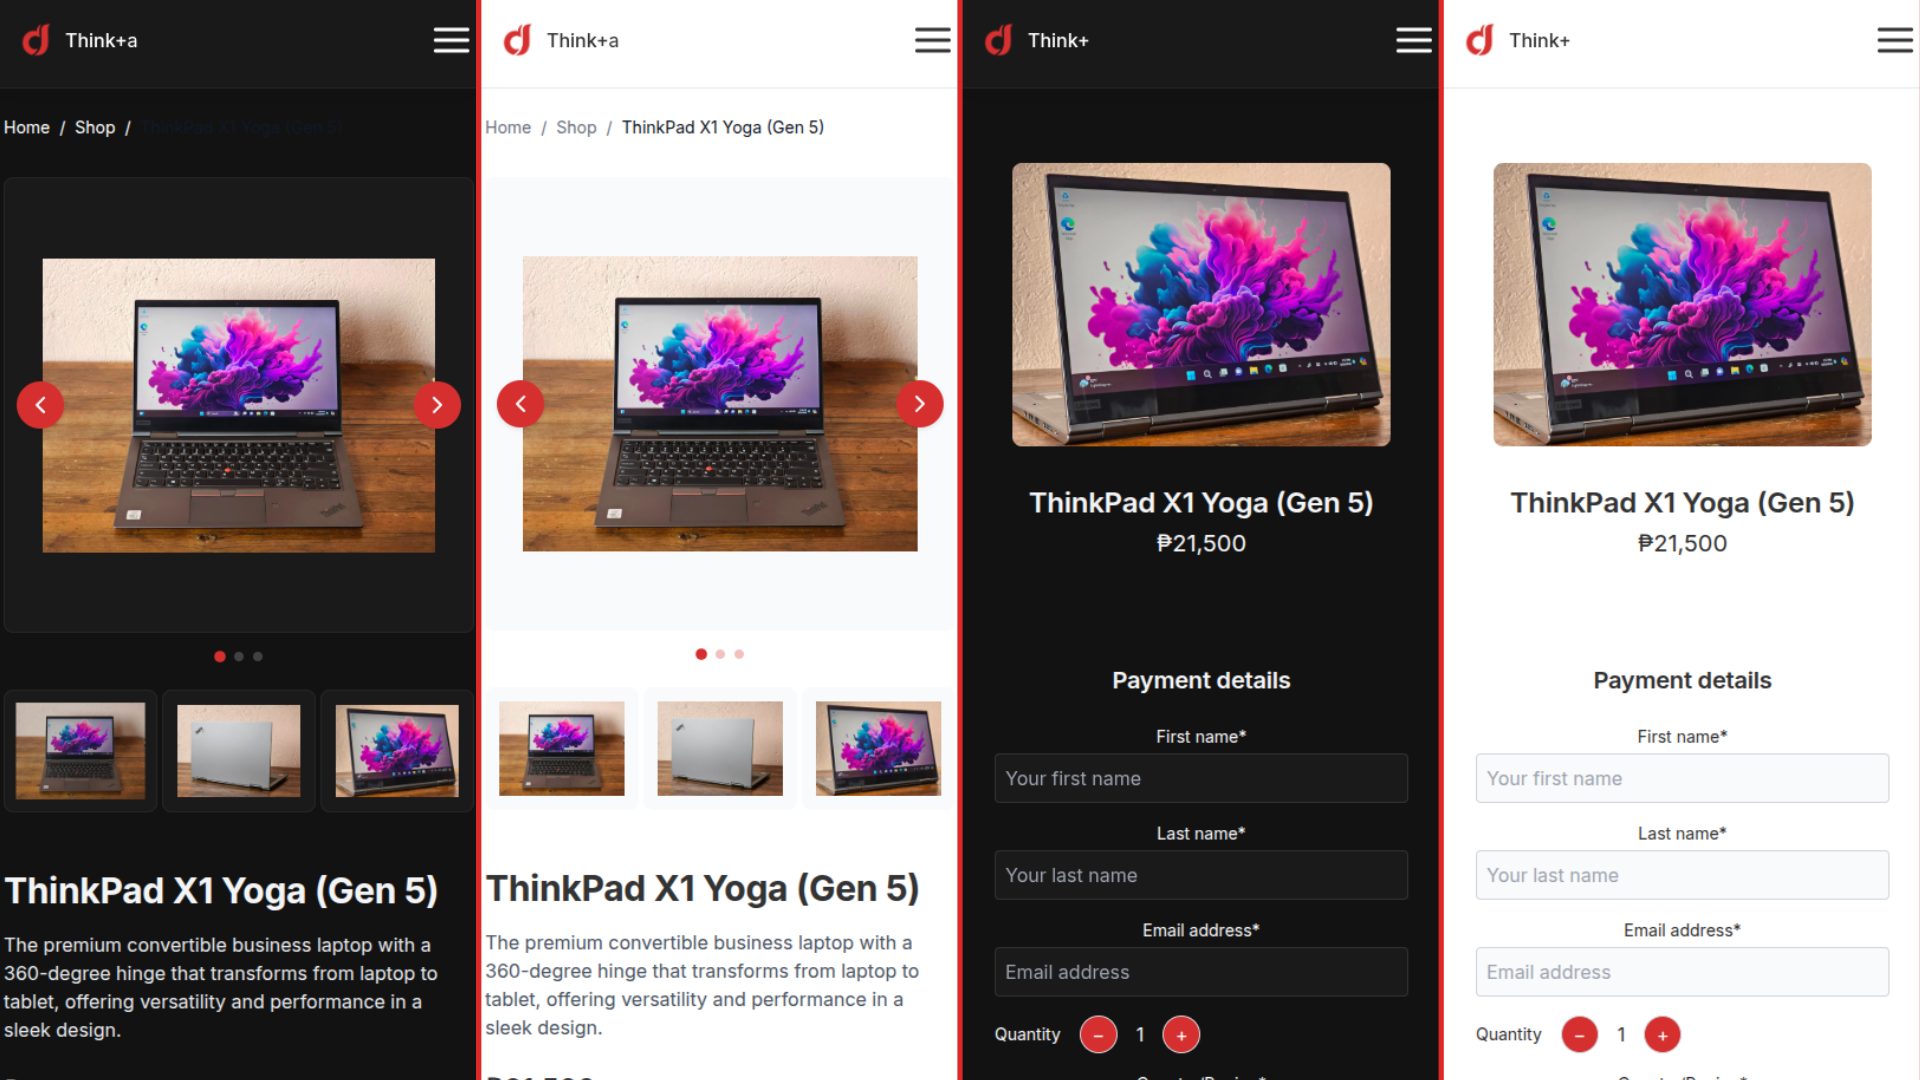 Think+a
Home / Shop / ThinkPad X1 Yoga (Gen 5)
ThinkPad X1 Yoga (Gen 5)
The premium convertible business laptop with a
360-degree hinge that transforms from laptop to
tablet, offering versatility and performance in a
sleek design.
Think+a
Home / Shop / ThinkPad X1 Yoga (Gen 5)
ThinkPad X1 Yoga (Gen 5)
The premium convertible business laptop with a
360-degree hinge that transforms from laptop to
tablet, offering versatility and performance in a
sleek design.
Think+
ThinkPad X1 Yoga (Gen 5)
₱21,500
Payment details
First name*
Your first name
Last name*
Your last name
Email address*
Email address
Quantity − 1 +
Think+
ThinkPad X1 Yoga (Gen 5)
₱21,500
Payment details
First name*
Your first name
Last name*
Your last name
Email address*
Email address
Quantity − 1 +